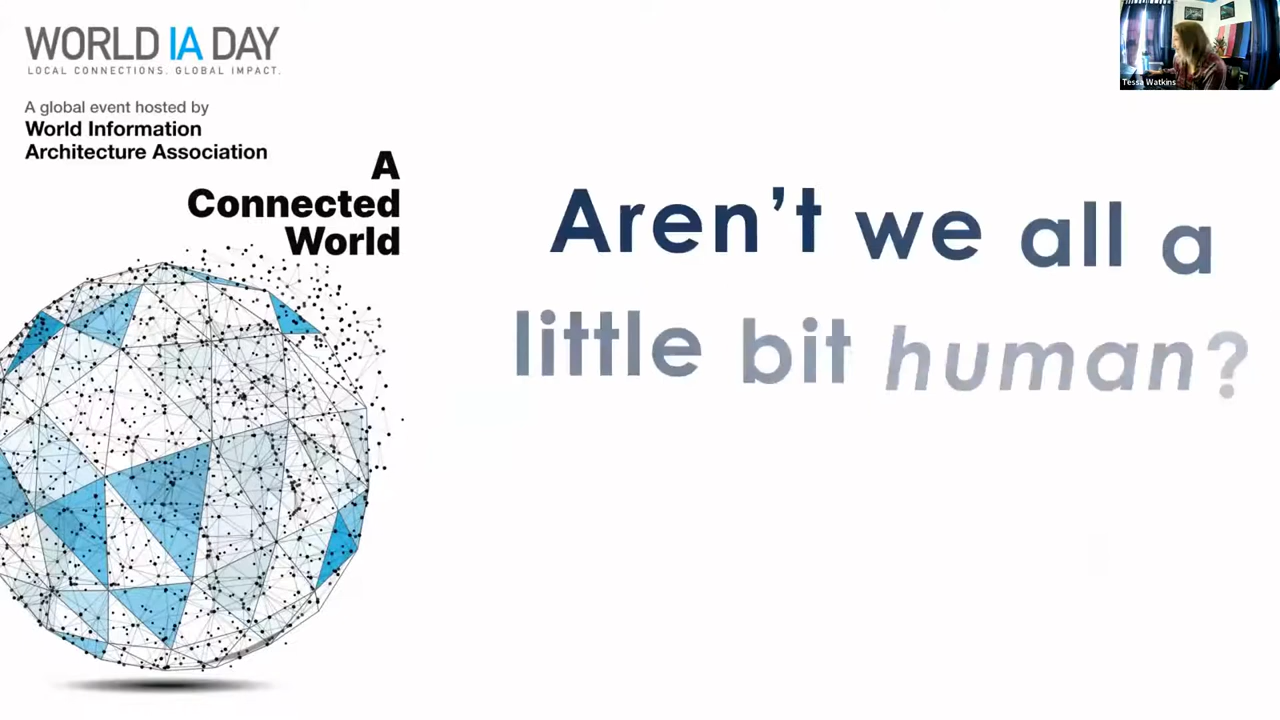 WORLD IA DAY
LOCAL CONNECTIONS. GLOBAL IMPACT.
A global event hosted by
World Information
Architecture Association
A
Connected
World
Aren't we all a
little bit human?
Tessa Watkins